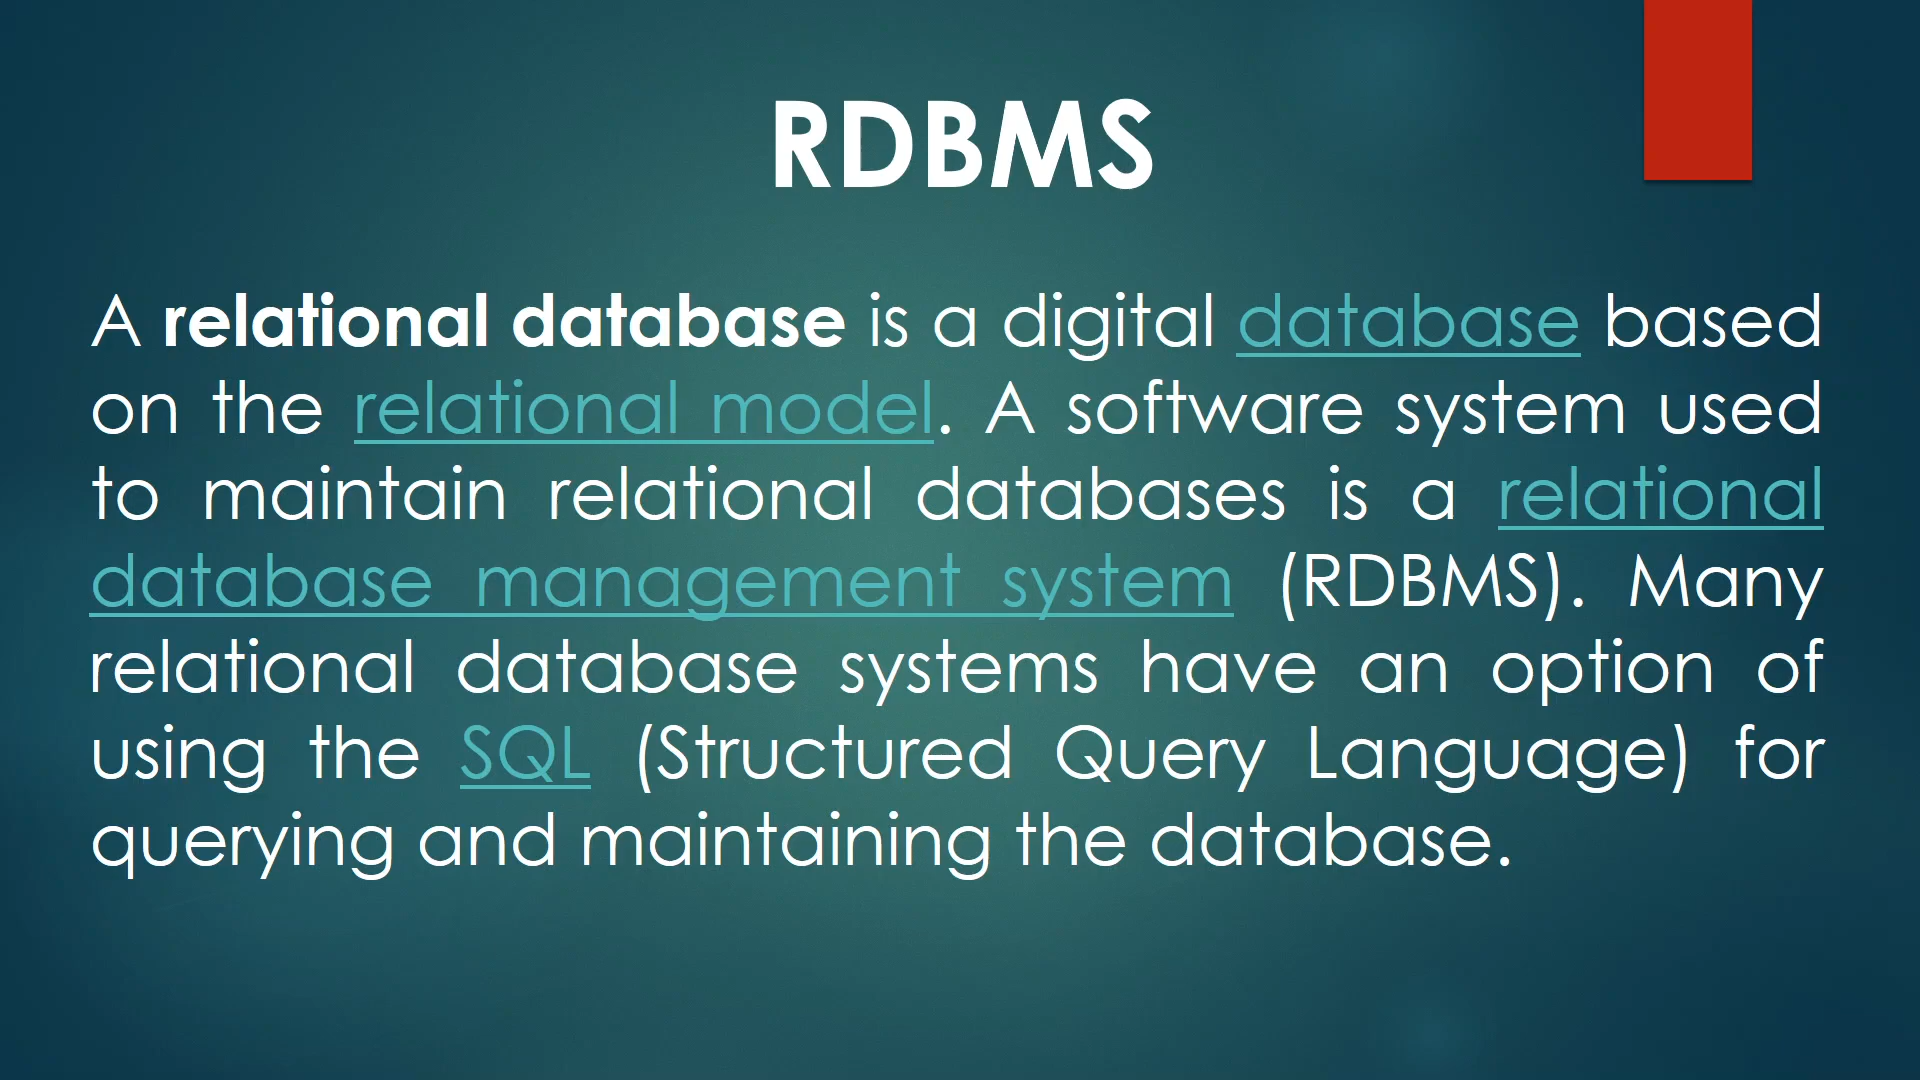 RDBMS
A relational database is a digital database based
on the relational model. A software system used
to maintain relational databases is a relational
database management system (RDBMS). Many
relational database systems have an option of
using the SQL (Structured Query Language) for
querying and maintaining the database.